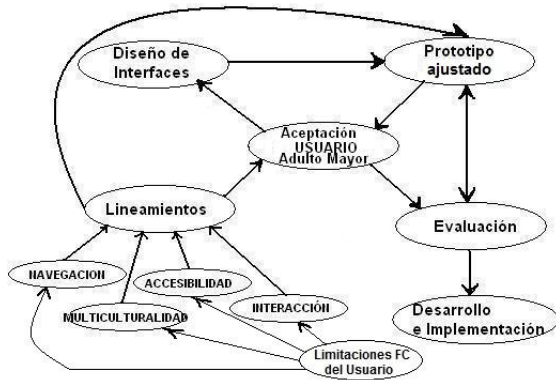 Diseño de
Interfaces
Prototipo
ajustado
Aceptación
USUARIO
Adulto Mayor
Lineamientos
Evaluación
NAVEGACION
ACCESIBILIDAD
MULTICULTURALIDAD
INTERACCIÓN
Desarrollo
e Implementación
Limitaciones FC
del Usuario